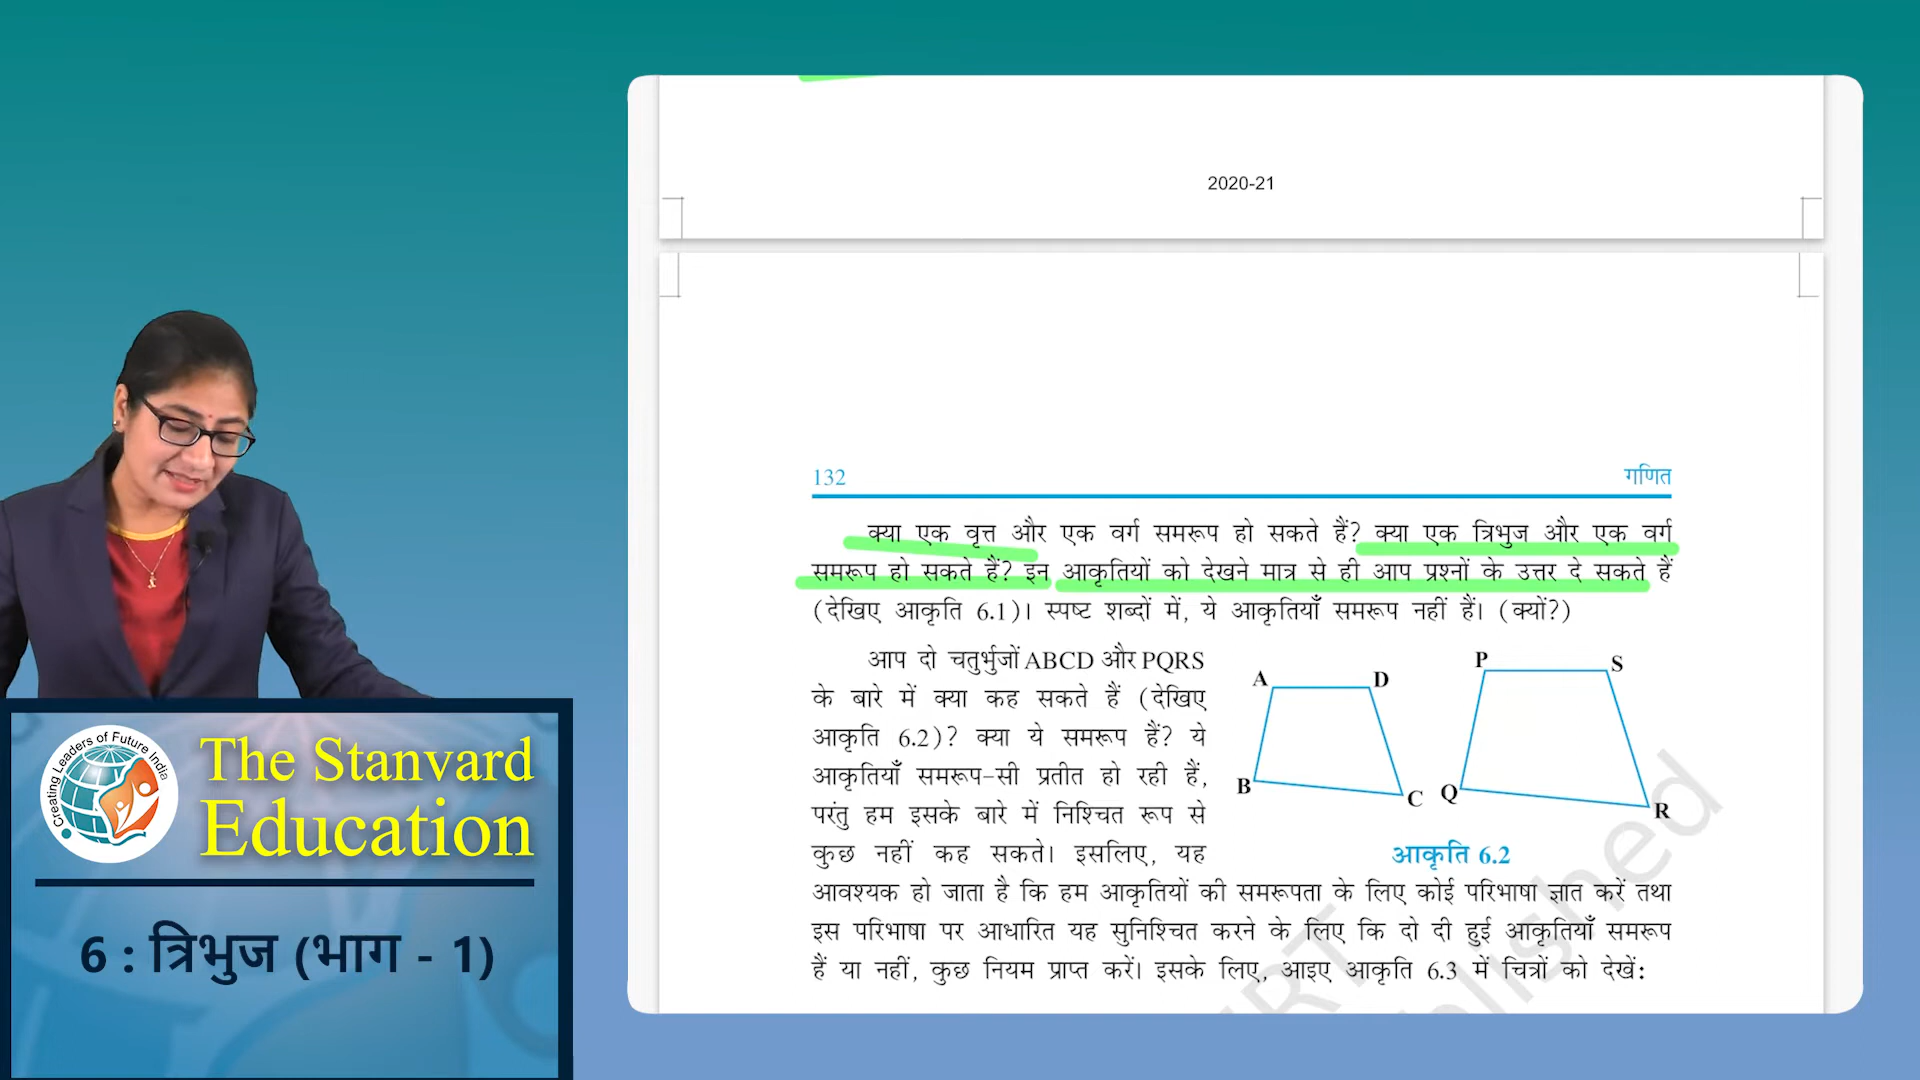 2020-21
132 गणित
क्या एक वृत्त और एक वर्ग समरूप हो सकते हैं? क्या एक त्रिभुज और एक वर्ग
समरूप हो सकते हैं? इन आकृतियों को देखने मात्र से ही आप प्रश्नों के उत्तर दे सकते हैं
(देखिए आकृति 6.1)। स्पष्ट शब्दों में, ये आकृतियाँ समरूप नहीं हैं। (क्यों?)
आप दो चतुर्भुजों ABCD और PQRS
के बारे में क्या कह सकते हैं (देखिए
आकृति 6.2)? क्या ये समरूप हैं? ये
आकृतियाँ समरूप-सी प्रतीत हो रही हैं,
परंतु हम इसके बारे में निश्चित रूप से
कुछ नहीं कह सकते। इसलिए, यह
A D
B C
P S
Q R
आकृति 6.2
आवश्यक हो जाता है कि हम आकृतियों की समरूपता के लिए कोई परिभाषा ज्ञात करें तथा
इस परिभाषा पर आधारित यह सुनिश्चित करने के लिए कि दो दी हुई आकृतियाँ समरूप
हैं या नहीं, कुछ नियम प्राप्त करें। इसके लिए, आइए आकृति 6.3 में चित्रों को देखें:
Creating Leaders of Future India
The Stanvard
Education
6 : त्रिभुज (भाग - 1)